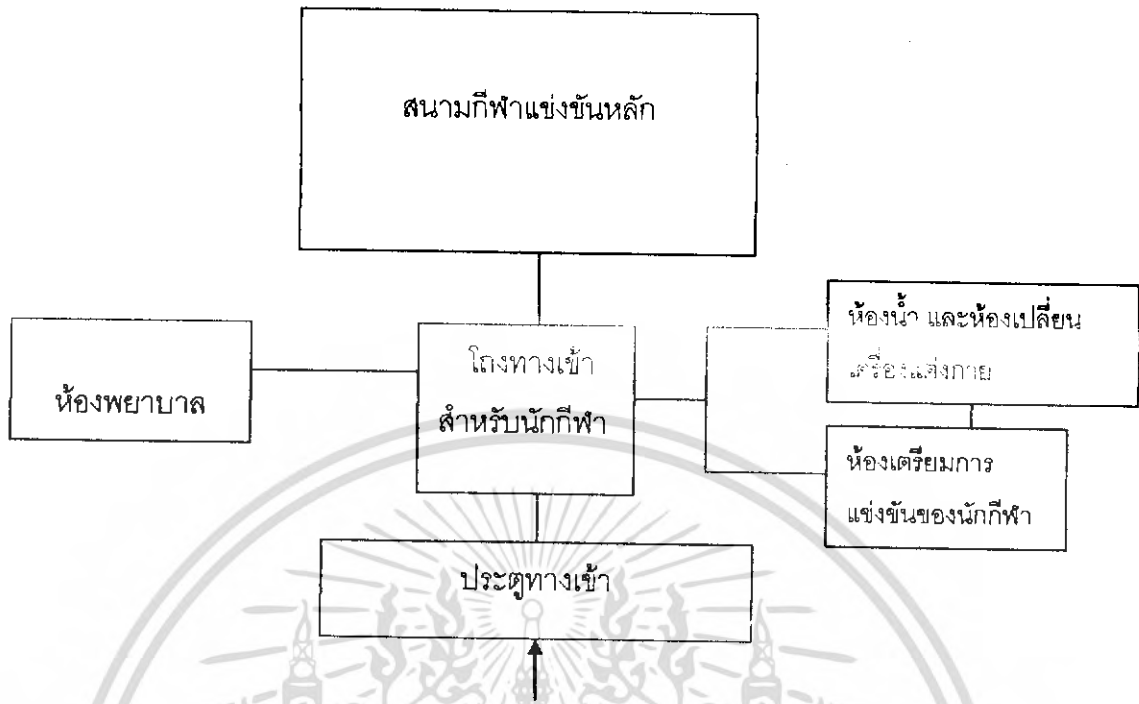 สนามกีฬาแข่งขันหลัก
ห้องน้ำ และห้องเปลี่ยน
เครื่องแต่งกาย
โถงทางเข้า
สำหรับนักกีฬา
ห้องพยาบาล
ห้องเตรียมการ
แข่งขันของนักกีฬา
ประตูทางเข้า